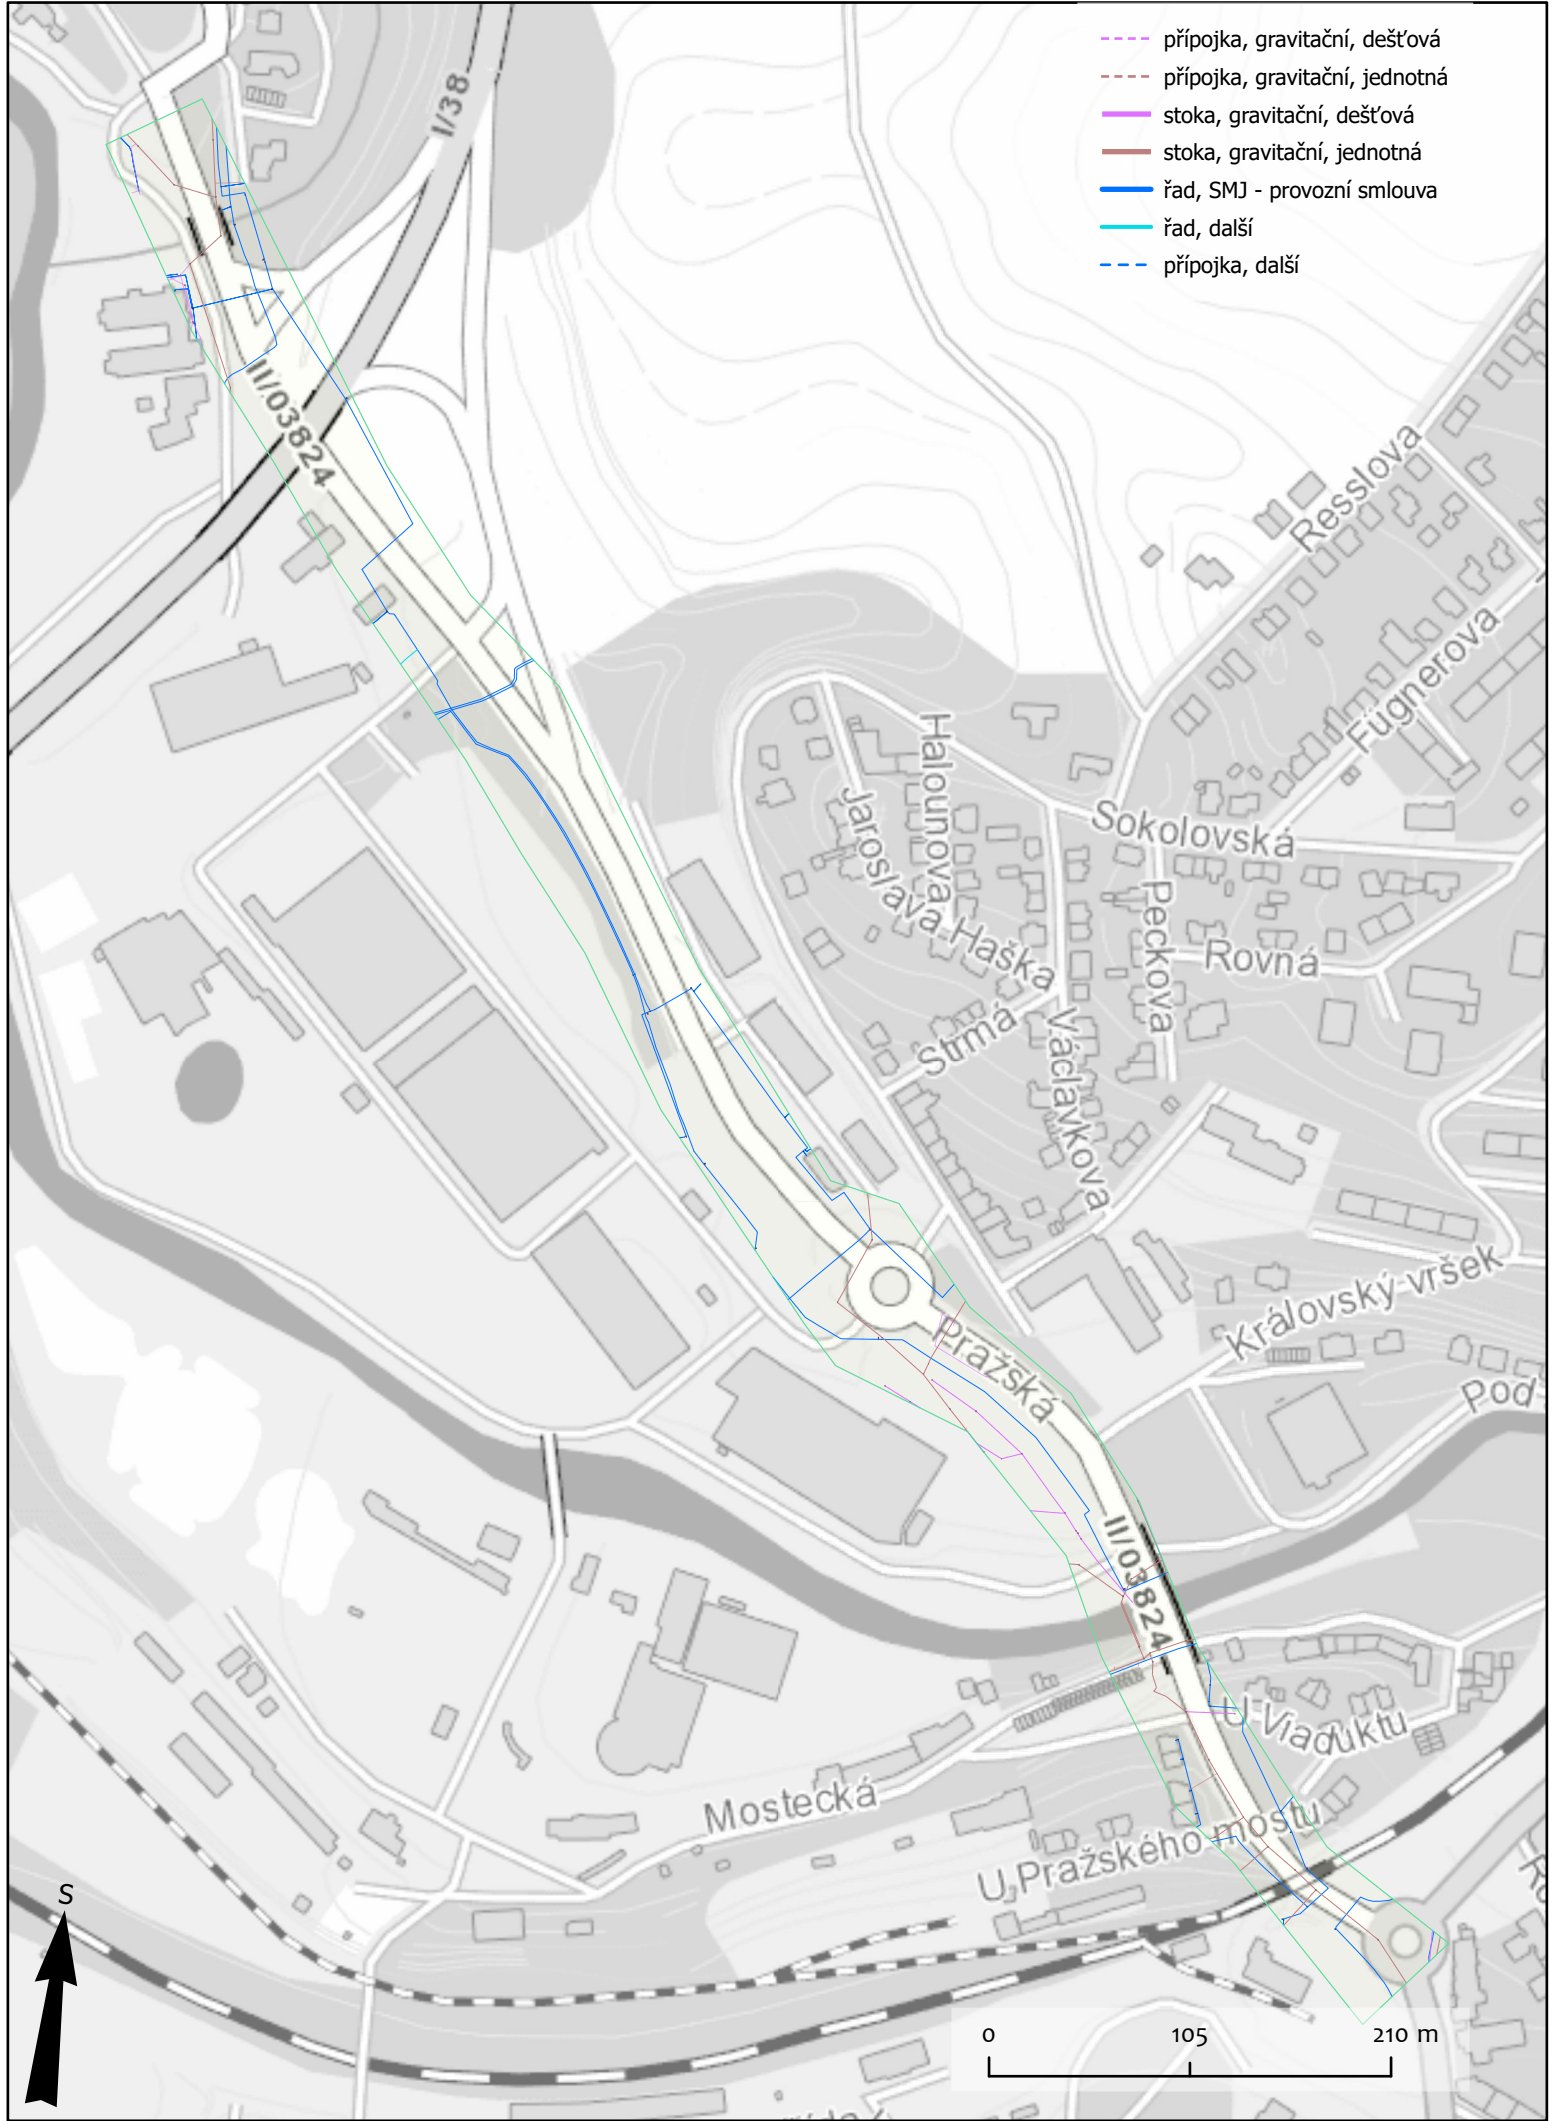 přípojka, gravitační, dešťová
přípojka, gravitační, jednotná
stoka, gravitační, dešťová
stoka, gravitační, jednotná
řad, SMJ - provozní smlouva
řad, další
přípojka, další
I/38
II/03824
Resslova
Fügnerova
Halounova
Jaroslava Haška
Sokolovská
Peckova
Rovná
Strmá
Václavkova
Královský vršek
Pražská
Pod
II/03824
U Viaduktu
Mostecká
U Pražského mostu
S
0 105 210 m